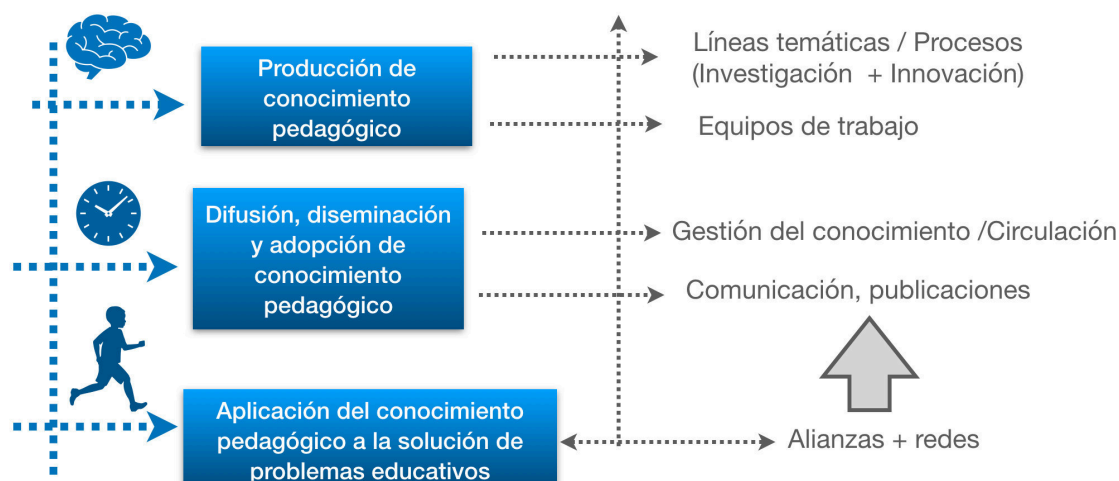 Producción de
conocimiento
pedagógico
Líneas temáticas / Procesos
(Investigación + Innovación)
Equipos de trabajo
Difusión, diseminación
y adopción de
conocimiento
pedagógico
Gestión del conocimiento /Circulación
Comunicación, publicaciones
Aplicación del conocimiento
pedagógico a la solución de
problemas educativos
Alianzas + redes